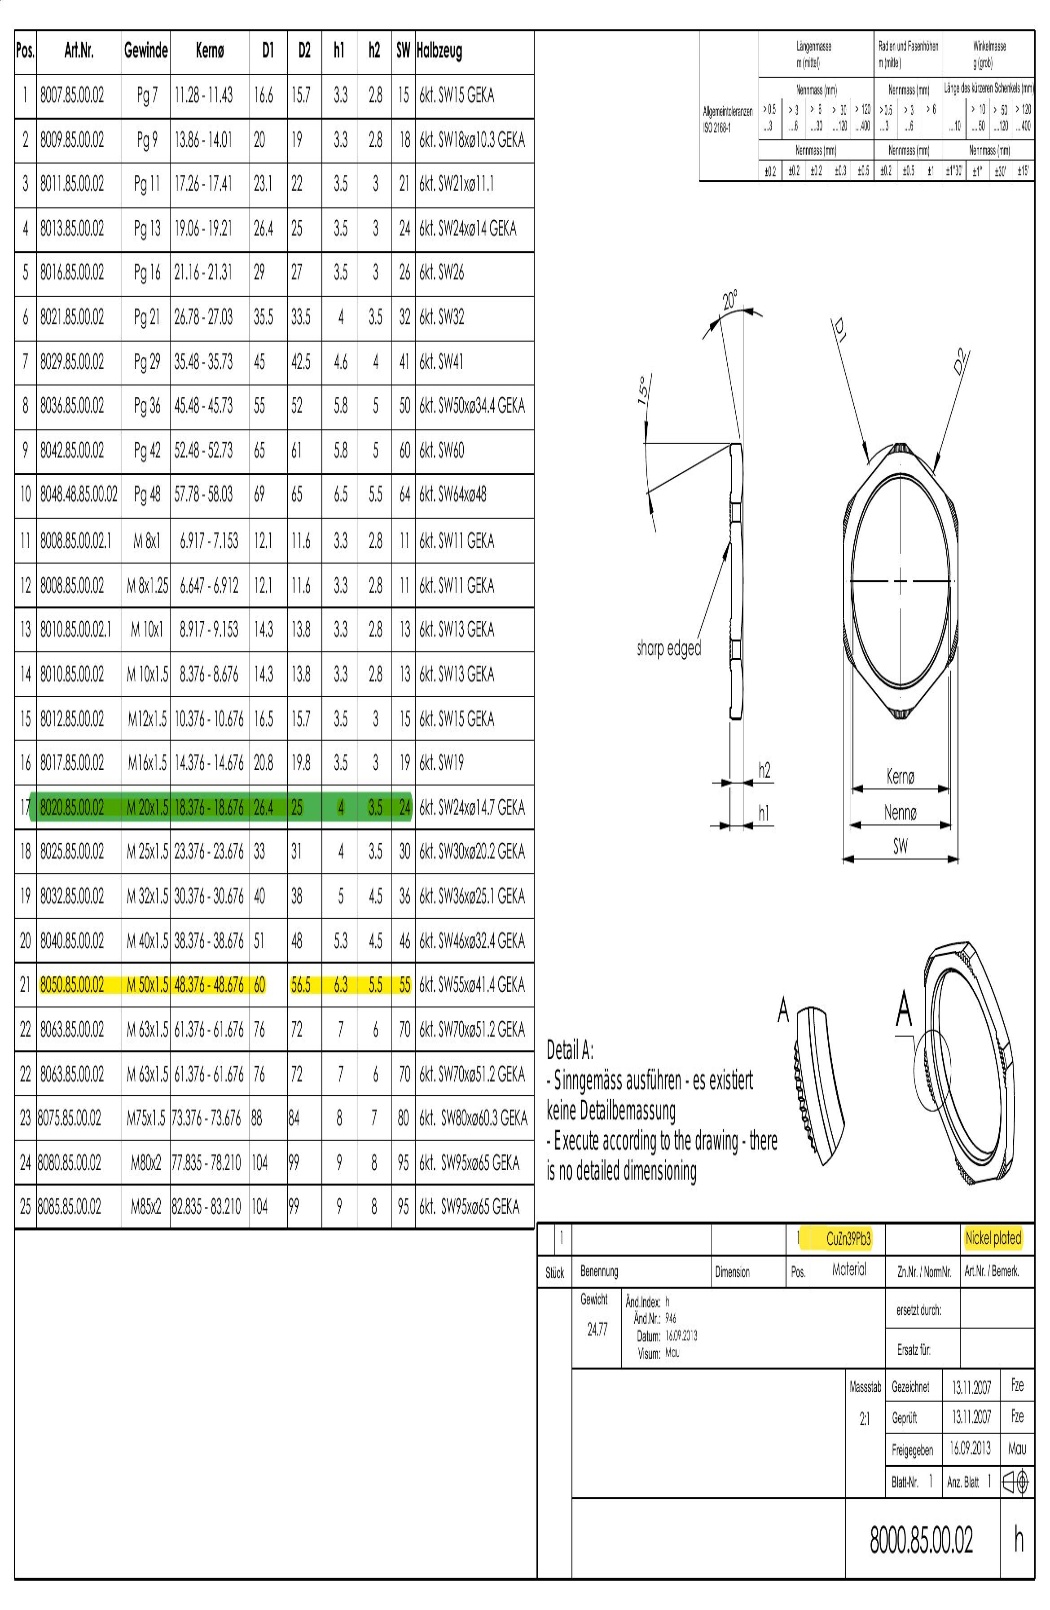 Pos. Art.Nr. Gewinde Kernø D1 D2 h1 h2 SW Halbzeug
1 8007.85.00.02 Pg 7 11.28 - 11.43 16.6 15.7 3.3 2.8 15 6kt. SW15 GEKA
2 8009.85.00.02 Pg 9 13.86 - 14.01 20 19 3.3 2.8 18 6kt. SW18xø10.3 GEKA
3 8011.85.00.02 Pg 11 17.26 - 17.41 23.1 22 3.5 3 21 6kt. SW21xø11.1
4 8013.85.00.02 Pg 13 19.06 - 19.21 26.4 25 3.5 3 24 6kt. SW24xø14 GEKA
5 8016.85.00.02 Pg 16 21.16 - 21.31 29 27 3.5 3 26 6kt. SW26
6 8021.85.00.02 Pg 21 26.78 - 27.03 35.5 33.5 4 3.5 32 6kt. SW32
7 8029.85.00.02 Pg 29 35.48 - 35.73 45 42.5 4.6 4 41 6kt. SW41
8 8036.85.00.02 Pg 36 45.48 - 45.73 55 52 5.8 5 50 6kt. SW50xø34.4 GEKA
9 8042.85.00.02 Pg 42 52.48 - 52.73 65 61 5.8 5 60 6kt. SW60
10 8048.48.85.00.02 Pg 48 57.78 - 58.03 69 65 6.5 5.5 64 6kt. SW64xø48
11 8008.85.00.02.1 M 8x1 6.917 - 7.153 12.1 11.6 3.3 2.8 11 6kt. SW11 GEKA
12 8008.85.00.02 M 8x1.25 6.647 - 6.912 12.1 11.6 3.3 2.8 11 6kt. SW11 GEKA
13 8010.85.00.02.1 M 10x1 8.917 - 9.153 14.3 13.8 3.3 2.8 13 6kt. SW13 GEKA
14 8010.85.00.02 M 10x1.5 8.376 - 8.676 14.3 13.8 3.3 2.8 13 6kt. SW13 GEKA
15 8012.85.00.02 M12x1.5 10.376 - 10.676 16.5 15.7 3.5 3 15 6kt. SW15 GEKA
16 8017.85.00.02 M16x1.5 14.376 - 14.676 20.8 19.8 3.5 3 19 6kt. SW19
17 8020.85.00.02 M 20x1.5 18.376 - 18.676 26.4 25 4 3.5 24 6kt. SW24xø14.7 GEKA
18 8025.85.00.02 M 25x1.5 23.376 - 23.676 33 31 4 3.5 30 6kt. SW30xø20.2 GEKA
19 8032.85.00.02 M 32x1.5 30.376 - 30.676 40 38 5 4.5 36 6kt. SW36xø25.1 GEKA
20 8040.85.00.02 M 40x1.5 38.376 - 38.676 51 48 5.3 4.5 46 6kt. SW46xø32.4 GEKA
21 8050.85.00.02 M 50x1.5 48.376 - 48.676 60 56.5 6.3 5.5 55 6kt. SW55xø41.4 GEKA
22 8063.85.00.02 M 63x1.5 61.376 - 61.676 76 72 7 6 70 6kt. SW70xø51.2 GEKA
22 8063.85.00.02 M 63x1.5 61.376 - 61.676 76 72 7 6 70 6kt. SW70xø51.2 GEKA
23 8075.85.00.02 M75x1.5 73.376 - 73.676 88 84 8 7 80 6kt. SW80xø60.3 GEKA
24 8080.85.00.02 M80x2 77.835 - 78.210 104 99 9 8 95 6kt. SW95xø65 GEKA
25 8085.85.00.02 M85x2 82.835 - 83.210 104 99 9 8 95 6kt. SW95xø65 GEKA
Längenmasse Radien und Fasenhöhen Winkelmasse
m (mittel) m (mittel) g (grob)
Nennmass (mm) Nennmass (mm) Länge des kürzeren Schenkels (mm)
Allgemeintoleranzen
ISO 2768-1
> 0.5 > 3 > 6 > 30 > 120 > 0.5 > 3 > 6 > 10 > 50 > 120
...3 ...6 ...30 ...120 ...400 ...3 ...6 ...10 ...50 ...120 ...400
Nennmass (mm) Nennmass (mm) Nennmass (mm)
±0.2 ±0.2 ±0.2 ±0.3 ±0.5 ±0.2 ±0.5 ±1 ±1°30' ±1° ±30' ±15'
20°
15°
D1
D2
sharp edged
h2
h1
Kernø
Nennø
SW
A
A
Detail A:
- Sinngemäss ausführen - es existiert
keine Detailbemassung
- Execute according to the drawing - there
is no detailed dimensioning
1 1 CuZn39Pb3 Nickel plated
Stück Benennung Dimension Pos. Material Zn.Nr. / NormNr. Art.Nr. / Bemerk.
Gewicht
24.77
Änd.Index: h
Änd.Nr.: 946
Datum: 16.09.2013
Visum: Mau
ersetzt durch:
Ersatz für:
Massstab
2:1
Gezeichnet 13.11.2007 Fze
Geprüft 13.11.2007 Fze
Freigegeben 16.09.2013 Mau
Blatt-Nr. 1 Anz. Blatt 1
8000.85.00.02 h